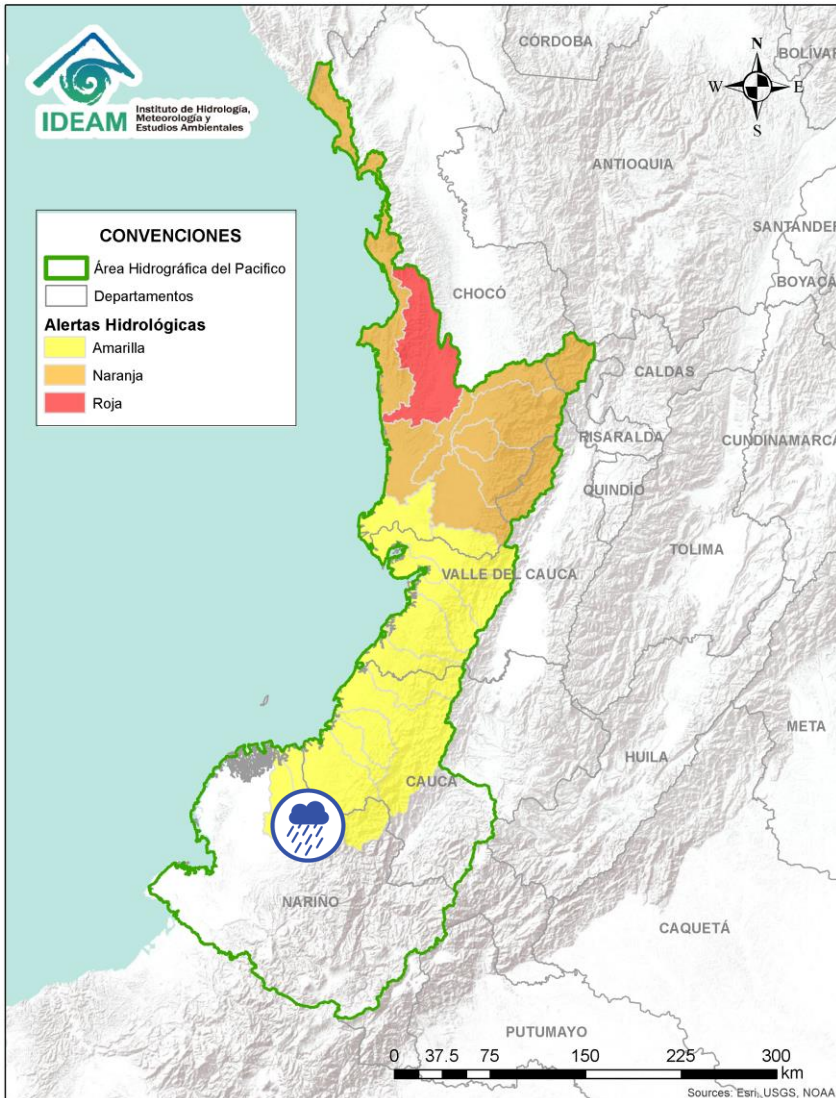 IDEAM
Instituto de Hidrología,
Meteorología y
Estudios Ambientales
CÓRDOBA
BOLÍVAR
N
W
E
S
ANTIOQUIA
SANTANDER
BOYACÁ
CONVENCIONES
Área Hidrográfica del Pacifico
Departamentos
Alertas Hidrológicas
Amarilla
Naranja
Roja
CHOCÓ
CALDAS
RISARALDA
CUNDINAMARCA
QUINDÍO
TOLIMA
VALLE DEL CAUCA
META
HUILA
CAUCA
NARIÑO
CAQUETÁ
PUTUMAYO
0 37.5 75 150 225 300
km
Sources: Esri, USGS, NOAA